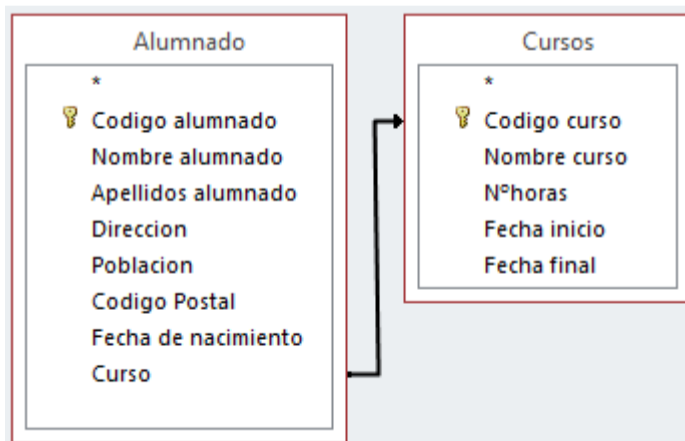 Alumnado
*
Codigo alumnado
Nombre alumnado
Apellidos alumnado
Direccion
Poblacion
Codigo Postal
Fecha de nacimiento
Curso
Cursos
*
Codigo curso
Nombre curso
Nºhoras
Fecha inicio
Fecha final